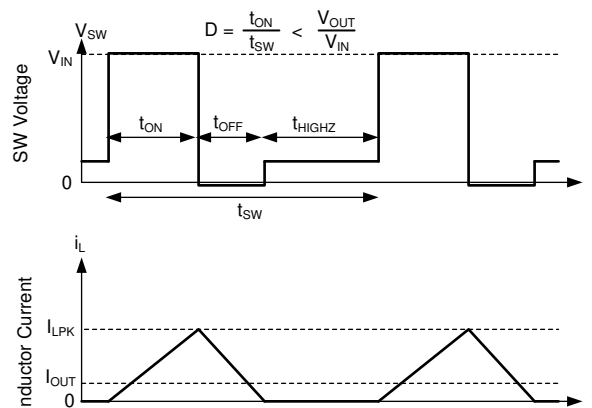 V_SW
D = t_ON / t_SW < V_OUT / V_IN
V_IN
SW Voltage
t_ON
t_OFF
t_HIGHZ
0
t_SW
i_L
nductor Current
I_LPK
I_OUT
0